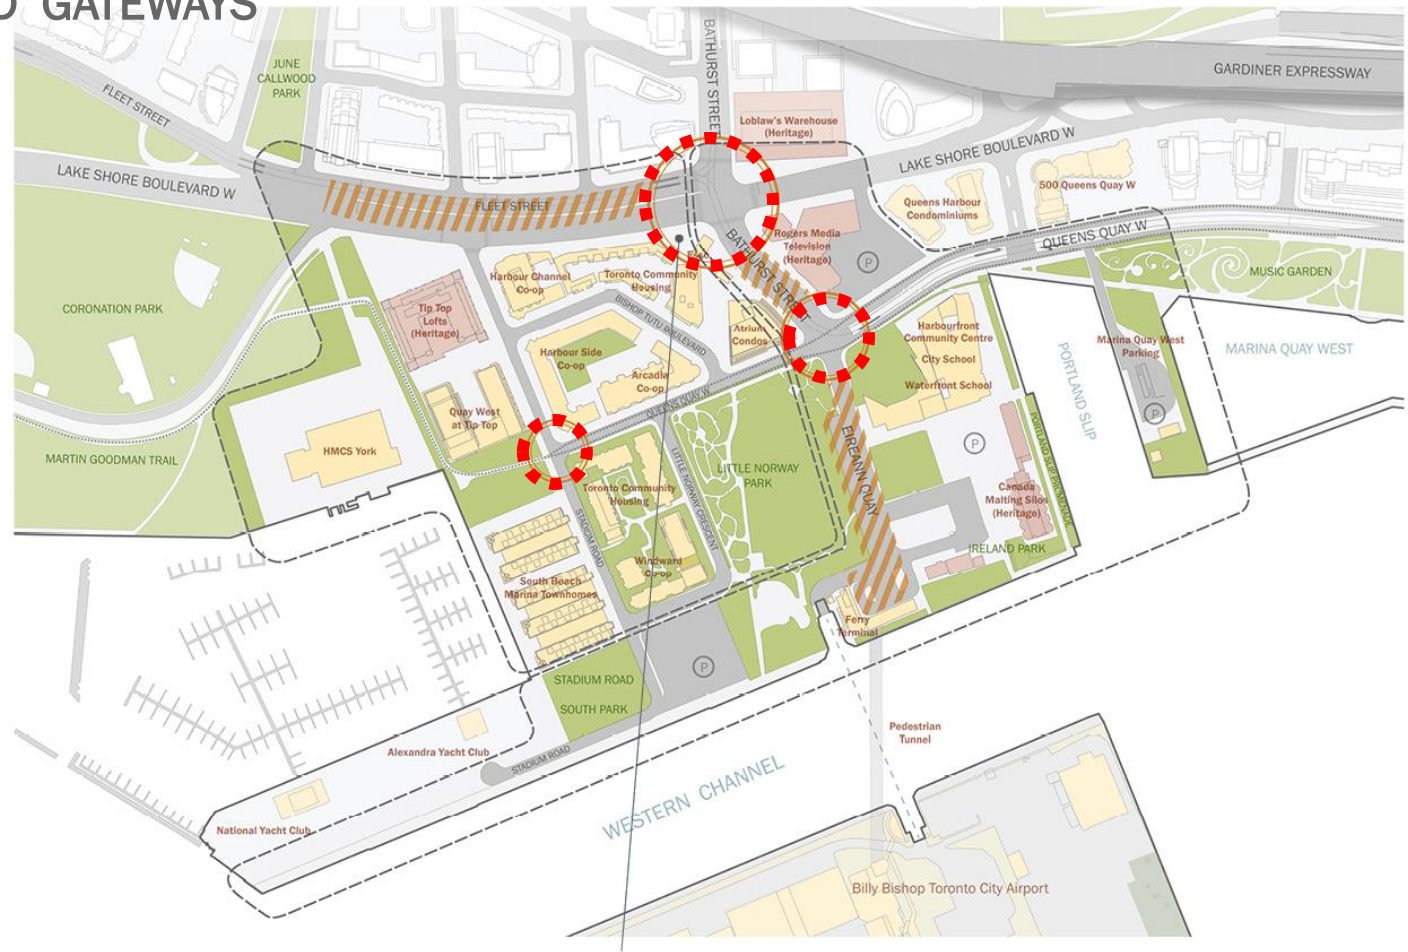 GATEWAYS
BATHURST STREET
GARDINER EXPRESSWAY
JUNE
CALLWOOD
PARK
FLEET STREET
Loblaw's Warehouse
(Heritage)
LAKE SHORE BOULEVARD W
LAKE SHORE BOULEVARD W
500 Queens Quay W
Queens Harbour
Condominiums
FLEET STREET
QUEENS QUAY W
BATHURST STREET
Rogers Media
Television
(Heritage)
P
MUSIC GARDEN
Esso
Harbour Channel
Co-op
Toronto Community
Housing
CORONATION PARK
Tip Top
Lofts
(Heritage)
BISHOP TUTU BOULEVARD
Atrium
Condos
Harbourfront
Community Centre
City School
Waterfront School
Marina Quay West
Parking
P
MARINA QUAY WEST
PORTLAND SLIP
Harbour Side
Co-op
Arcadia
Co-op
QUEENS QUAY W
Quay West
at Tip Top
HMCS York
MARTIN GOODMAN TRAIL
EIREANN QUAY
P
LITTLE NORWAY
PARK
LITTLE NORWAY CRESCENT
Toronto Community
Housing
Canada
Malting Silos
(Heritage)
PORTLAND SLIP PROMENADE
STADIUM ROAD
IRELAND PARK
Windward
Co-op
South Beach
Marina Townhomes
Ferry
Terminal
P
STADIUM ROAD
SOUTH PARK
Pedestrian
Tunnel
Alexandra Yacht Club
STADIUM ROAD
WESTERN CHANNEL
National Yacht Club
Billy Bishop Toronto City Airport